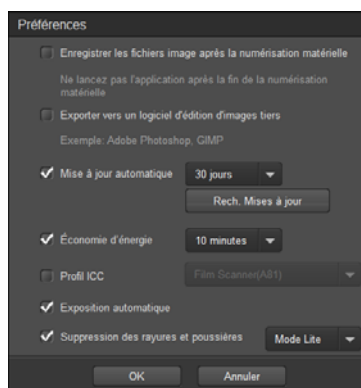 Préférences
Enregistrer les fichiers image après la numérisation matérielle
Ne lancez pas l'application après la fin de la numérisation
matérielle
Exporter vers un logiciel d'édition d'images tiers
Exemple: Adobe Photoshop, GIMP
Mise à jour automatique 30 jours
Rech. Mises à jour
Économie d'énergie 10 minutes
Profil ICC Film Scanner(A81)
Exposition automatique
Suppression des rayures et poussières Mode Lite
OK Annuler